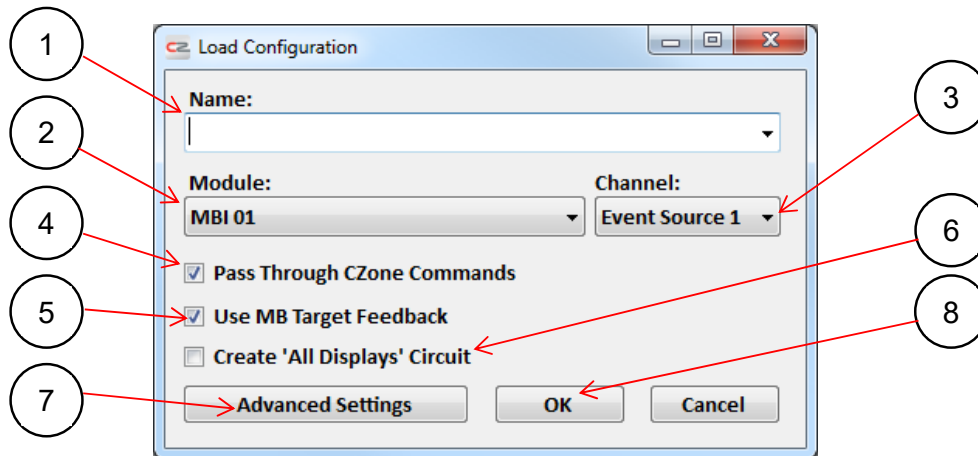 1
CZ Load Configuration
Name:
2
3
Module:
Channel:
MBI 01
Event Source 1
4
6
Pass Through CZone Commands
5
Use MB Target Feedback
8
Create 'All Displays' Circuit
7
Advanced Settings
OK
Cancel